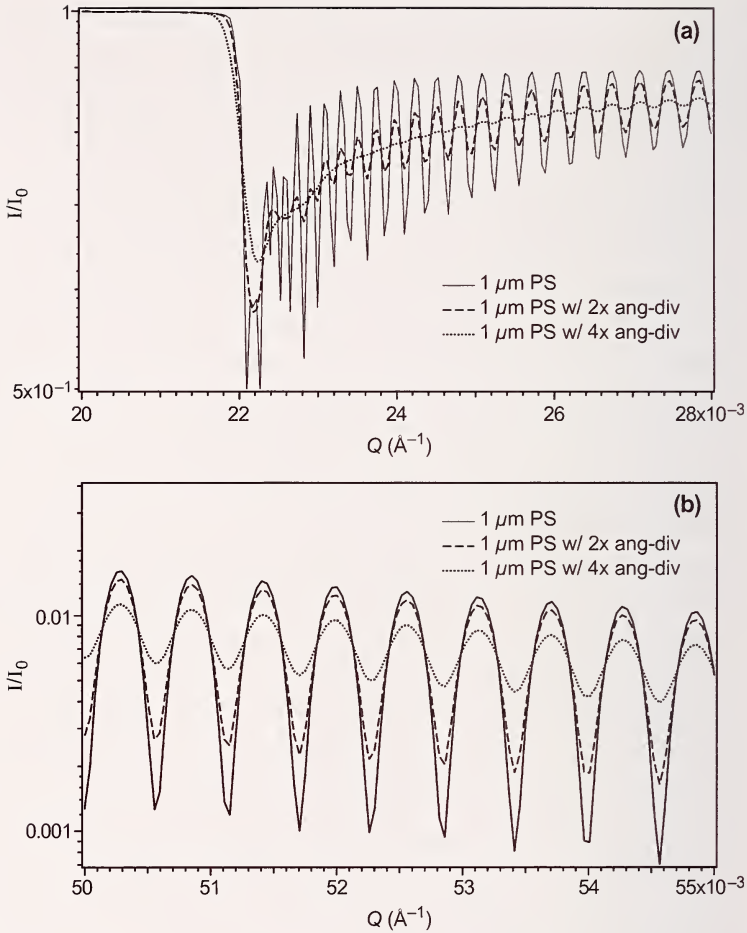 1
(a)
I/I₀
1 µm PS
1 µm PS w/ 2x ang-div
1 µm PS w/ 4x ang-div
5x10⁻¹
20 22 24 26 28x10⁻³
Q (Å⁻¹)
(b)
1 µm PS
1 µm PS w/ 2x ang-div
1 µm PS w/ 4x ang-div
0.01
I/I₀
0.001
50 51 52 53 54 55x10⁻³
Q (Å⁻¹)